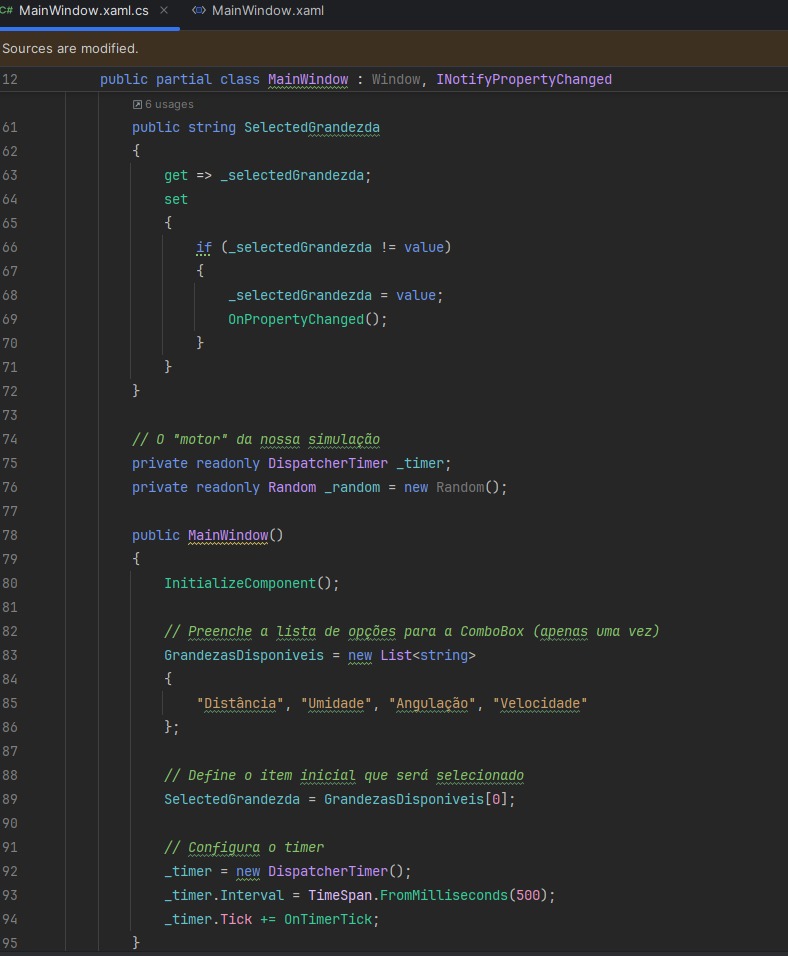 C# MainWindow.xaml.cs × <> MainWindow.xaml
Sources are modified.
12 public partial class MainWindow : Window, INotifyPropertyChanged
6 usages
61 public string SelectedGrandezda
62 {
63 get => _selectedGrandezda;
64 set
65 {
66 if (_selectedGrandezda != value)
67 {
68 _selectedGrandezda = value;
69 OnPropertyChanged();
70 }
71 }
72 }
73
74 // O "motor" da nossa simulação
75 private readonly DispatcherTimer _timer;
76 private readonly Random _random = new Random();
77
78 public MainWindow()
79 {
80 InitializeComponent();
81
82 // Preenche a lista de opções para a ComboBox (apenas uma vez)
83 GrandezasDisponiveis = new List<string>
84 {
85 "Distância", "Umidade", "Angulação", "Velocidade"
86 };
87
88 // Define o item inicial que será selecionado
89 SelectedGrandezda = GrandezasDisponiveis[0];
90
91 // Configura o timer
92 _timer = new DispatcherTimer();
93 _timer.Interval = TimeSpan.FromMilliseconds(500);
94 _timer.Tick += OnTimerTick;
95 }